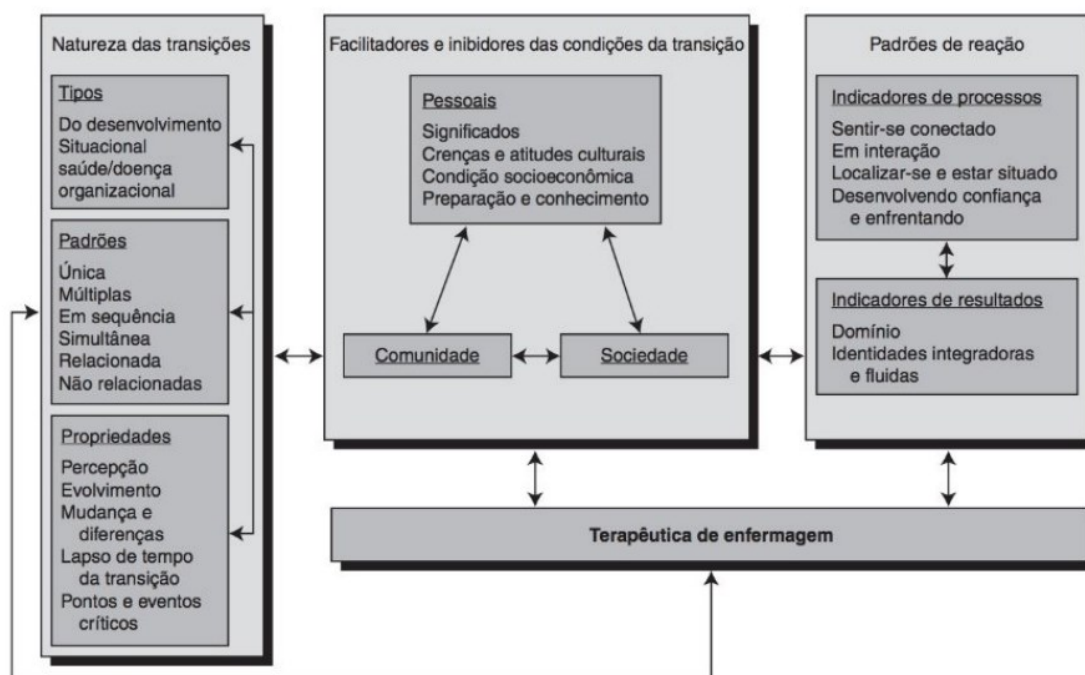 Natureza das transições
Tipos
Do desenvolvimento
Situacional
saúde/doença
organizacional
Padrões
Única
Múltiplas
Em sequência
Simultânea
Relacionada
Não relacionadas
Propriedades
Percepção
Evolvimento
Mudança e
diferenças
Lapso de tempo
da transição
Pontos e eventos
críticos
Facilitadores e inibidores das condições da transição
Pessoais
Significados
Crenças e atitudes culturais
Condição socioeconômica
Preparação e conhecimento
Comunidade
Sociedade
Padrões de reação
Indicadores de processos
Sentir-se conectado
Em interação
Localizar-se e estar situado
Desenvolvendo confiança
e enfrentando
Indicadores de resultados
Domínio
Identidades integradoras
e fluidas
Terapêutica de enfermagem